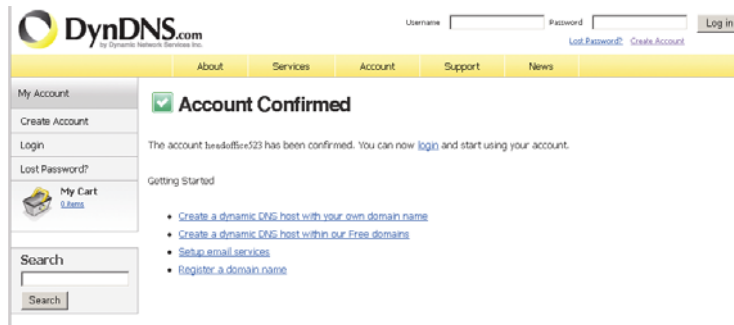 DynDNS.com
by Dynamic Network Services Inc.
Username
Password
Log in
Lost Password?
Create Account
About
Services
Account
Support
News
My Account
Create Account
Login
Lost Password?
My Cart
0 items
Search
Search
Account Confirmed
The account headoffice523 has been confirmed. You can now login and start using your account.
Getting Started
Create a dynamic DNS host with your own domain name
Create a dynamic DNS host within our Free domains
Setup email services
Register a domain name